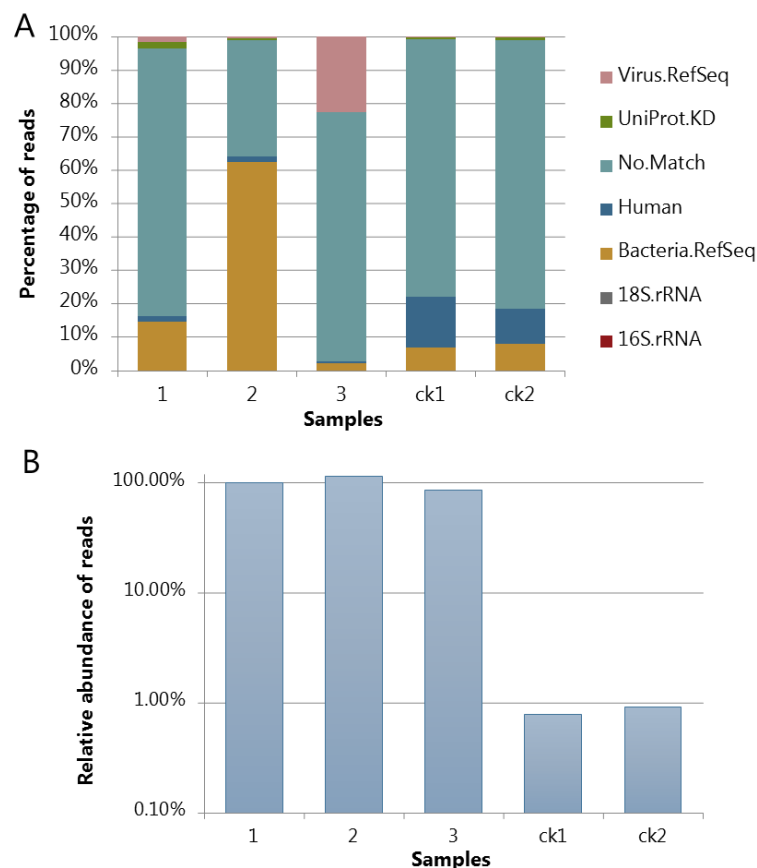 A
100%
90%
80%
70%
60%
50%
40%
30%
20%
10%
0%
Percentage of reads
1 2 3 ck1 ck2
Samples
Virus.RefSeq
UniProt.KD
No.Match
Human
Bacteria.RefSeq
18S.rRNA
16S.rRNA
B
100.00%
10.00%
1.00%
0.10%
Relative abundance of reads
1 2 3 ck1 ck2
Samples